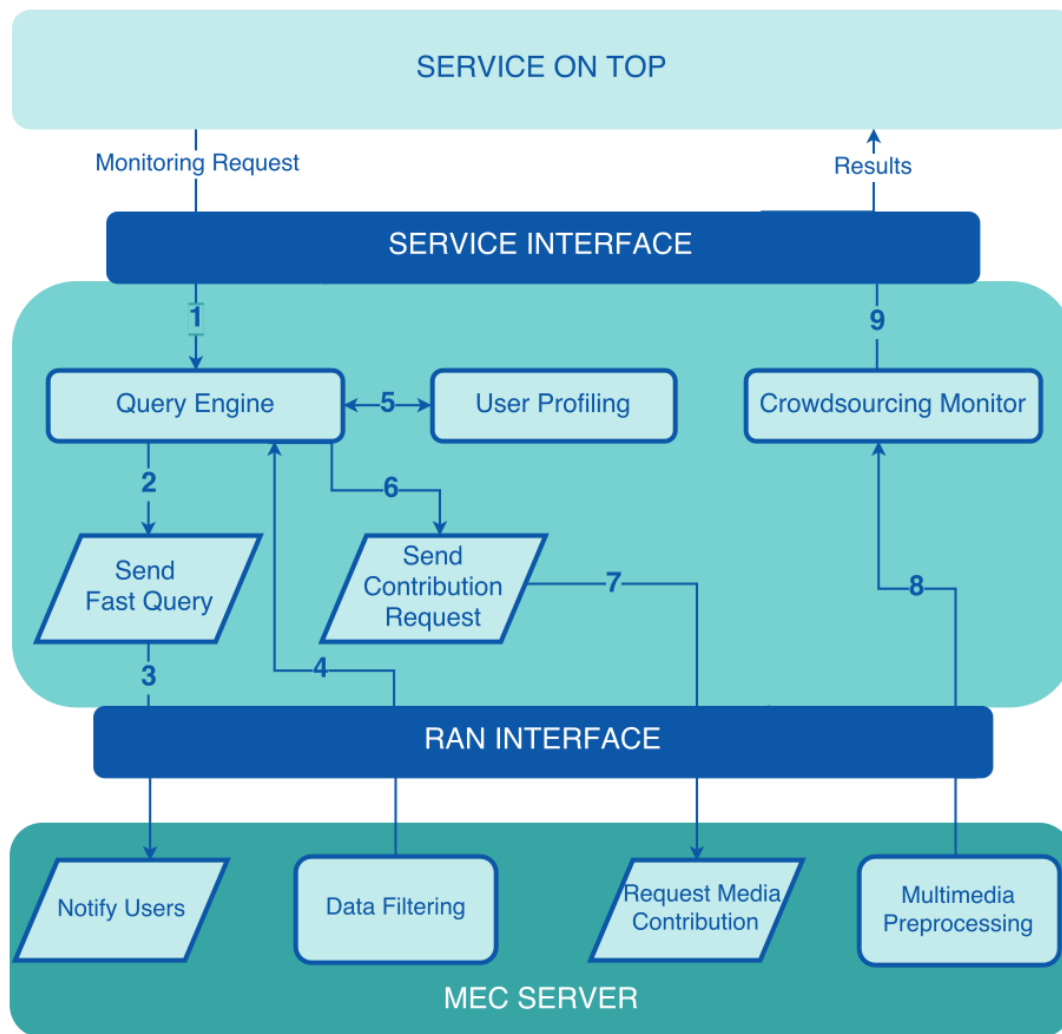 SERVICE ON TOP
Monitoring Request
Results
SERVICE INTERFACE
1
9
Query Engine
5
User Profiling
Crowdsourcing Monitor
2
6
Send
Fast Query
Send
Contribution
Request
7
8
3
4
RAN INTERFACE
Notify Users
Data Filtering
Request Media
Contribution
Multimedia
Preprocessing
MEC SERVER